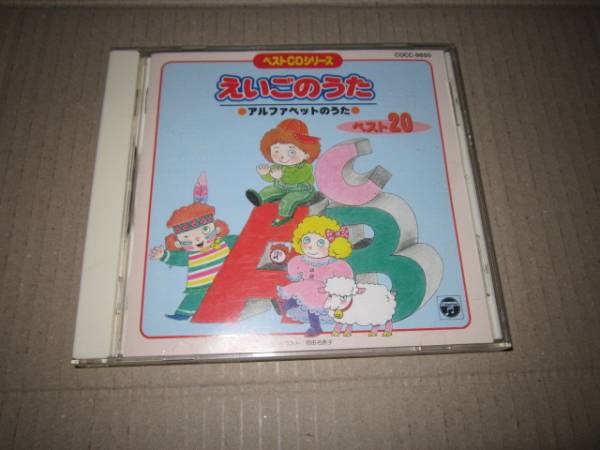 COCC-9650
ベストCDシリーズ
えいごのうた
●アルファベットのうた●
ベスト20
A
B
C